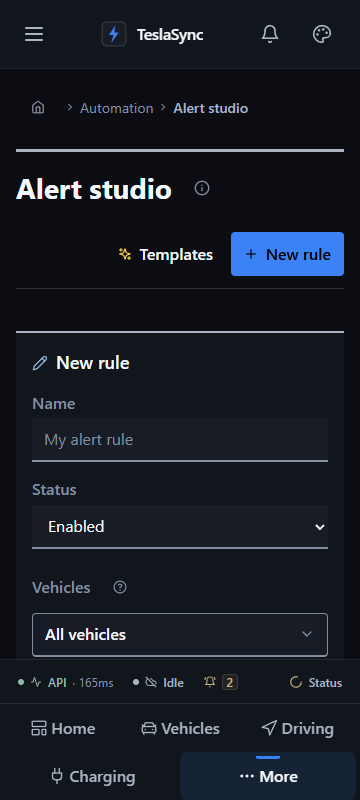 TeslaSync
Automation Alert studio
Alert studio
Templates
New rule
New rule
Name
My alert rule
Status
Enabled
Vehicles
All vehicles
API · 165ms Idle 2 Status
Home Vehicles Driving
Charging More